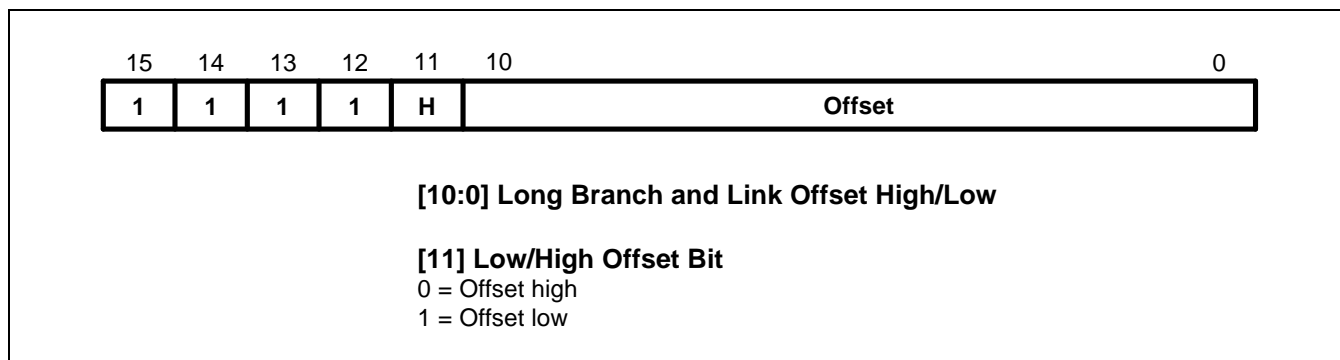 15 14 13 12 11 10 0
1 1 1 1 H Offset
[10:0] Long Branch and Link Offset High/Low
[11] Low/High Offset Bit
0 = Offset high
1 = Offset low